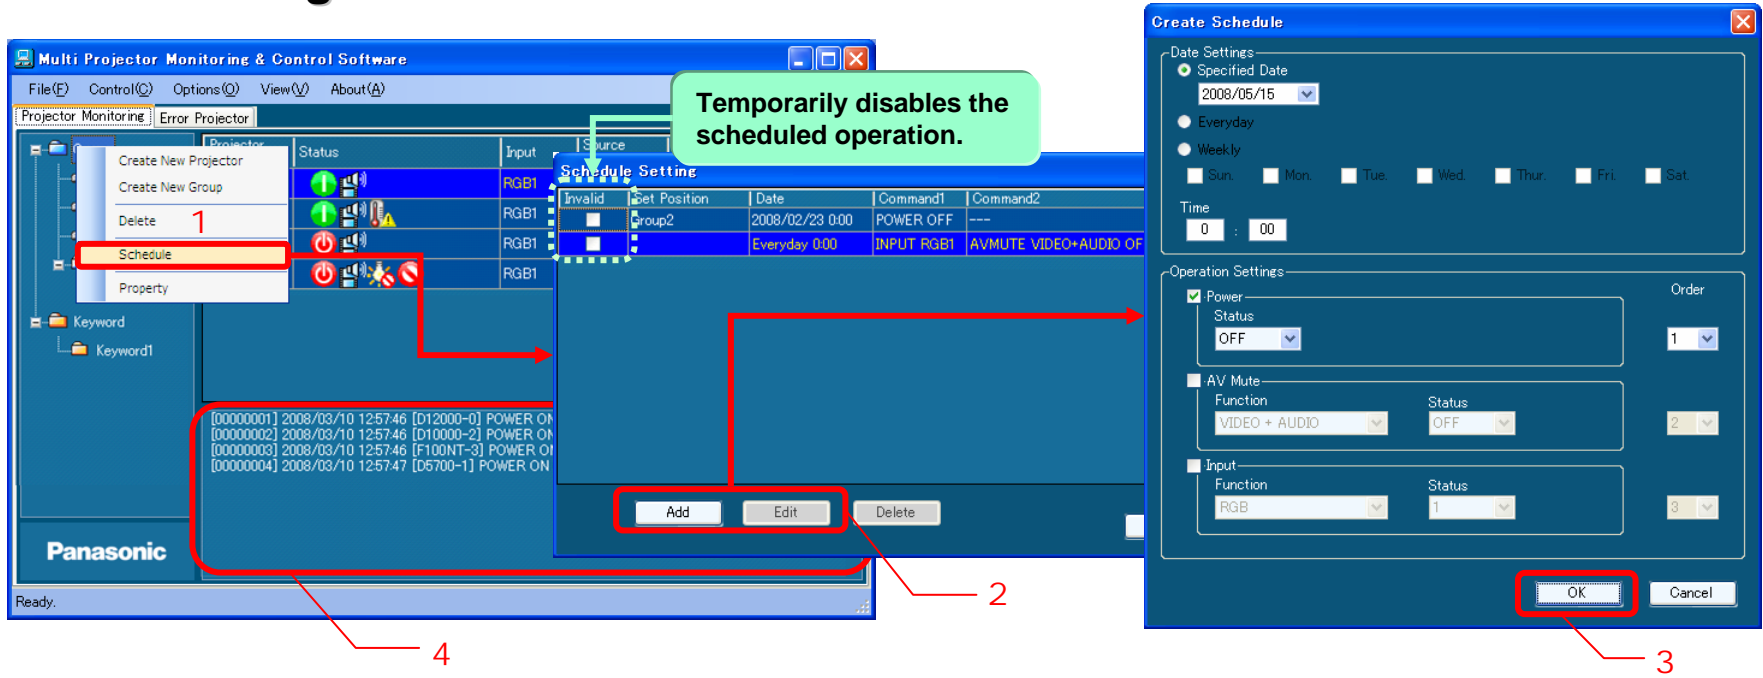 Multi Projector Monitoring & Control Software
File(F) Control(C) Options(O) View(V) About(A)
Projector Monitoring Error Projector
Projector Status Input Source
RGB1
RGB1
RGB1
RGB1
Create New Projector
Create New Group
Delete
1
Schedule
Property
Keyword
Keyword1
[00000001] 2008/03/10 12:57:46 [D12000-0] POWER ON
[00000002] 2008/03/10 12:57:46 [D10000-2] POWER ON
[00000003] 2008/03/10 12:57:46 [F100NT-3] POWER ON
[00000004] 2008/03/10 12:57:47 [D5700-1] POWER ON
Panasonic
Ready.
4
Temporarily disables the
scheduled operation.
Schedule Setting
Invalid Set Position Date Command1 Command2
Group2 2008/02/23 0:00 POWER OFF ---
Everyday 0:00 INPUT RGB1 AVMUTE VIDEO+AUDIO OF
Add Edit Delete
2
Create Schedule
Date Settings
Specified Date
2008/05/15
Everyday
Weekly
Sun. Mon. Tue. Wed. Thur. Fri. Sat.
Time
0 : 00
Operation Settings
Order
Power
Status
OFF 1
AV Mute
Function Status
VIDEO + AUDIO OFF 2
Input
Function Status
RGB 1 3
OK Cancel
3